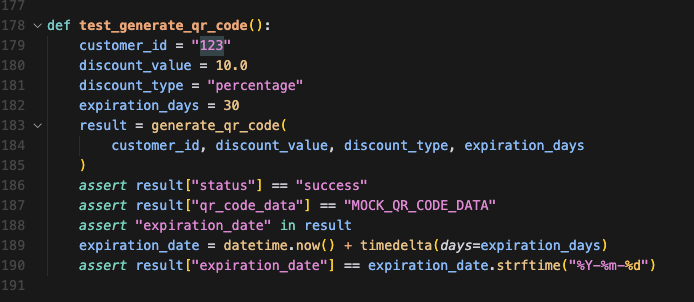 177
178 def test_generate_qr_code():
179     customer_id = "123"
180     discount_value = 10.0
181     discount_type = "percentage"
182     expiration_days = 30
183     result = generate_qr_code(
184         customer_id, discount_value, discount_type, expiration_days
185     )
186     assert result["status"] == "success"
187     assert result["qr_code_data"] == "MOCK_QR_CODE_DATA"
188     assert "expiration_date" in result
189     expiration_date = datetime.now() + timedelta(days=expiration_days)
190     assert result["expiration_date"] == expiration_date.strftime("%Y-%m-%d")
191